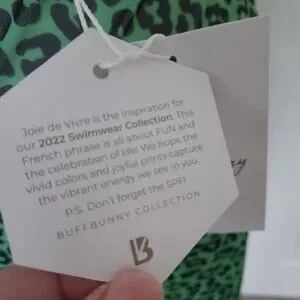 Joie de Vivre is the inspiration for
our 2022 Swimwear Collection. This
French phrase is all about FUN and
the celebration of life! We hope the
vivid colors and joyful prints capture
the vibrant energy we see in you.
P.S. Don't forget the SPF!
BUFFBUNNY COLLECTION